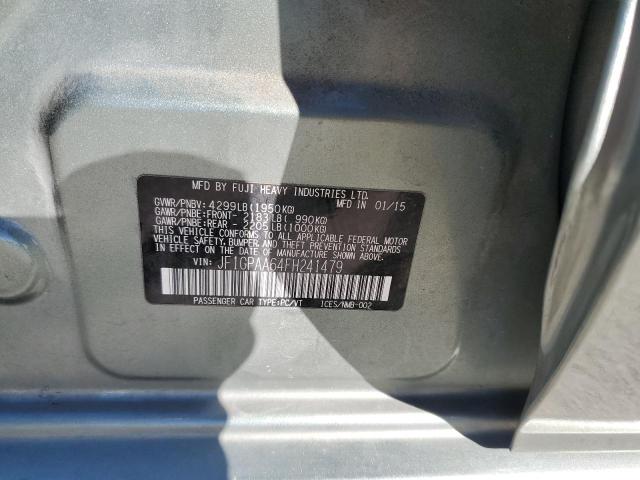 MFD BY FUJI HEAVY INDUSTRIES LTD.
GVWR/PNBV: 4299LB(1950KG) MFD IN 01/15
GAWR/PNBE:FRONT- 2183LB( 990KG)
GAWR/PNBE:REAR - 2205LB(1000KG)
THIS VEHICLE CONFORMS TO ALL APPLICABLE FEDERAL MOTOR
VEHICLE SAFETY, BUMPER, AND THEFT PREVENTION STANDARDS
IN EFFECT ON THE DATE OF MANUFACTURE SHOWN ABOVE.
VIN: JF1GPAA64FH241479
PASSENGER CAR TYPE:PC/VT ICES/NMB-002